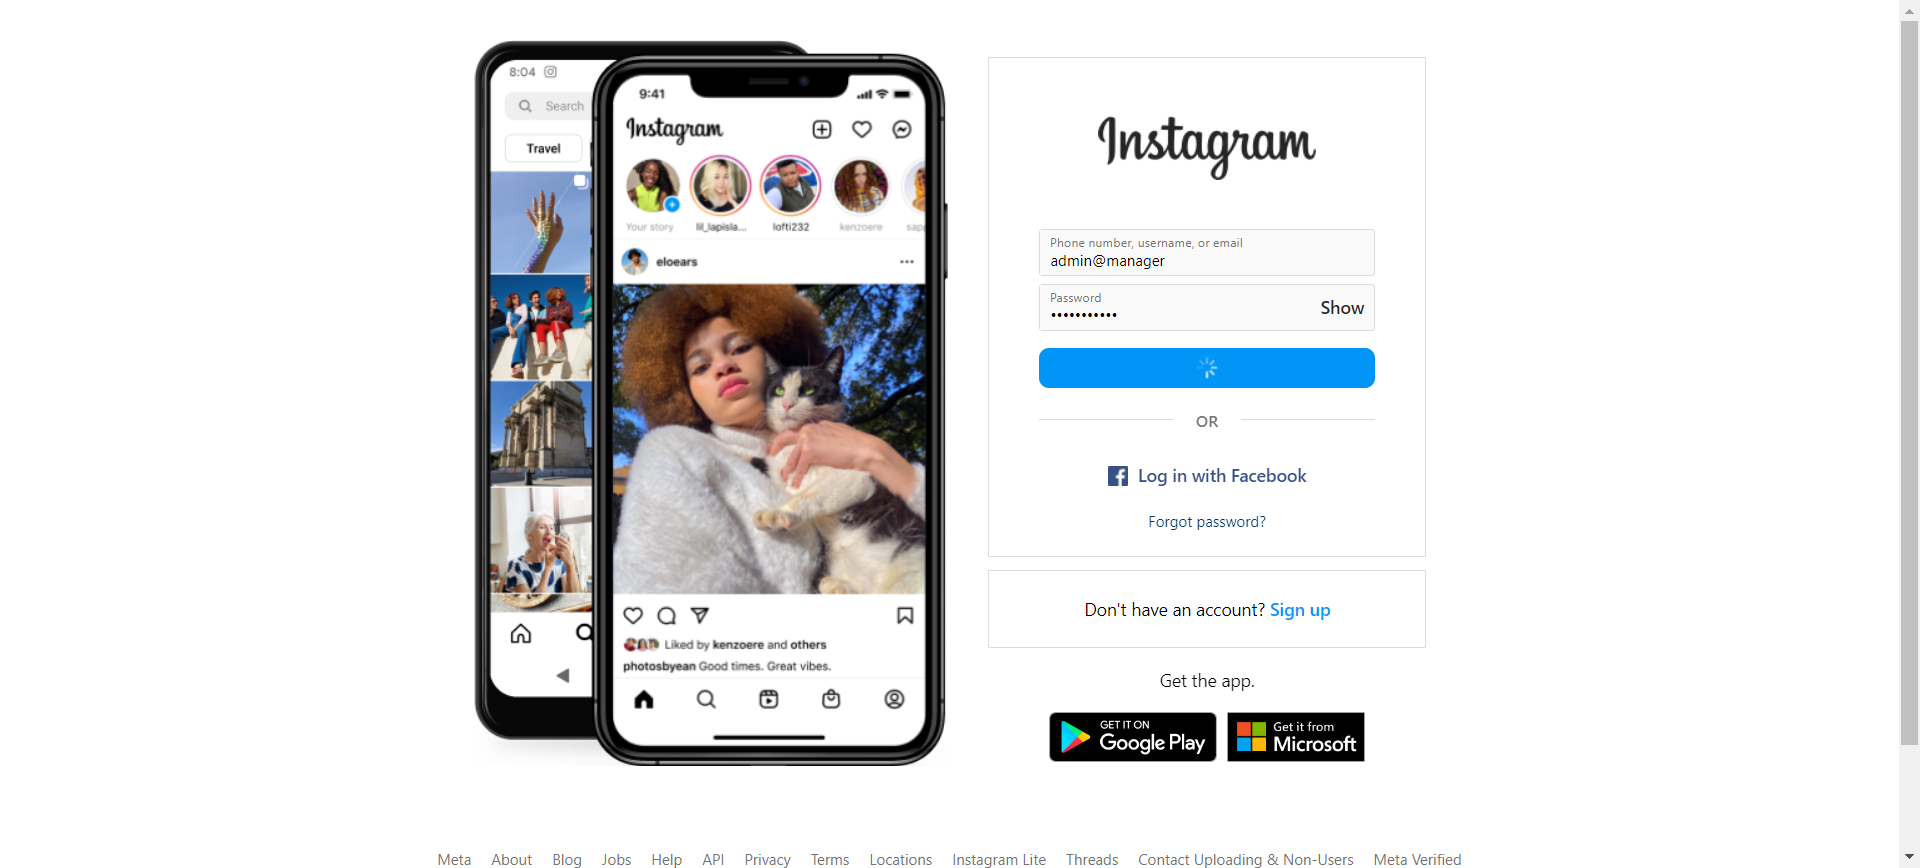 8:04
Search
Travel
9:41
Instagram
Your story
lil_lapisla...
lofti232
kenzoere
sapp
eloears
Liked by kenzoere and others
photosbyean Good times. Great vibes.
Instagram
Phone number, username, or email
admin@manager
Password
Show
OR
Log in with Facebook
Forgot password?
Don't have an account? Sign up
Get the app.
GET IT ON
Google Play
Get it from
Microsoft
Meta About Blog Jobs Help API Privacy Terms Locations Instagram Lite Threads Contact Uploading & Non-Users Meta Verified